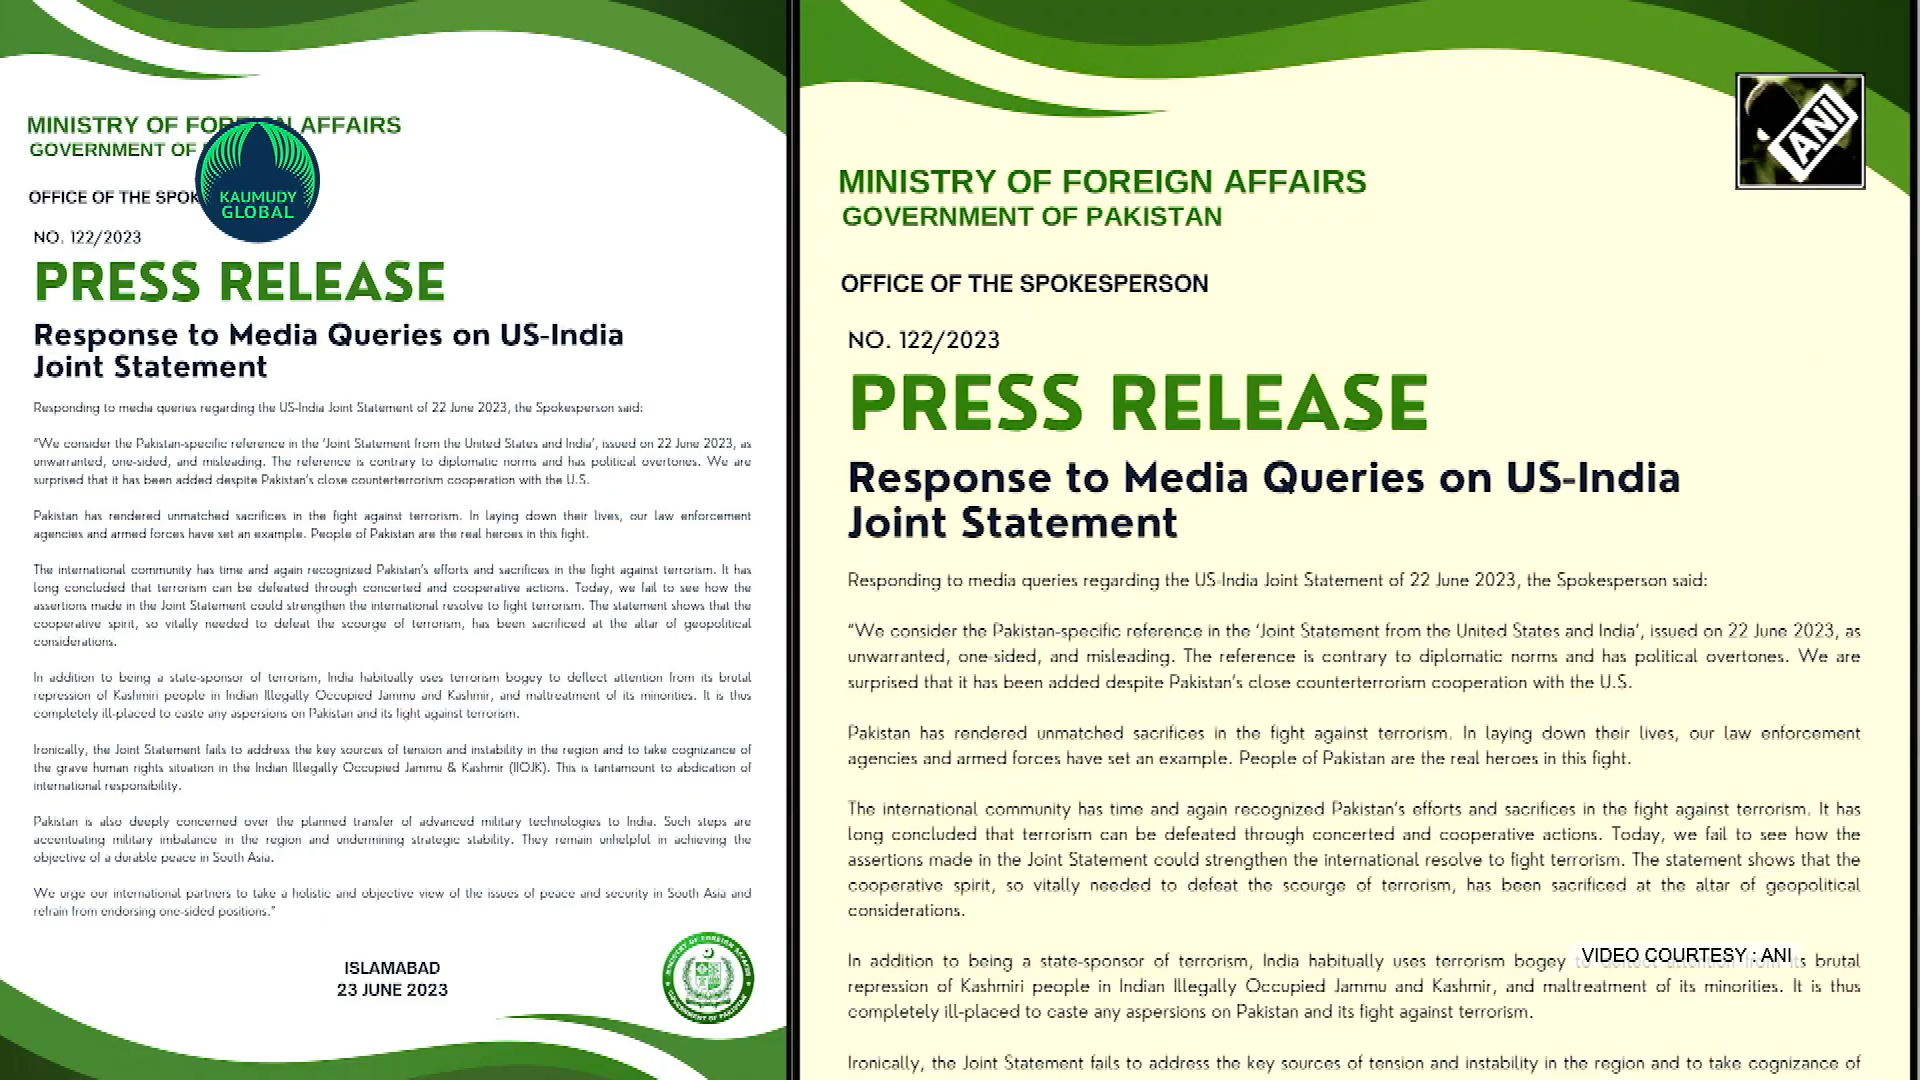 MINISTRY OF FOREIGN AFFAIRS
GOVERNMENT OF
OFFICE OF THE SPOK
KAUMUDY
GLOBAL
NO. 122/2023
PRESS RELEASE
Response to Media Queries on US-India
Joint Statement
Responding to media queries regarding the US-India Joint Statement of 22 June 2023, the Spokesperson said:
“We consider the Pakistan-specific reference in the ‘Joint Statement from the United States and India’, issued on 22 June 2023, as
unwarranted, one-sided, and misleading. The reference is contrary to diplomatic norms and has political overtones. We are
surprised that it has been added despite Pakistan’s close counterterrorism cooperation with the U.S.
Pakistan has rendered unmatched sacrifices in the fight against terrorism. In laying down their lives, our law enforcement
agencies and armed forces have set an example. People of Pakistan are the real heroes in this fight.
The international community has time and again recognized Pakistan’s efforts and sacrifices in the fight against terrorism. It has
long concluded that terrorism can be defeated through concerted and cooperative actions. Today, we fail to see how the
assertions made in the Joint Statement could strengthen the international resolve to fight terrorism. The statement shows that the
cooperative spirit, so vitally needed to defeat the scourge of terrorism, has been sacrificed at the altar of geopolitical
considerations.
In addition to being a state-sponsor of terrorism, India habitually uses terrorism bogey to deflect attention from its brutal
repression of Kashmiri people in Indian Illegally Occupied Jammu and Kashmir, and maltreatment of its minorities. It is thus
completely ill-placed to caste any aspersions on Pakistan and its fight against terrorism.
Ironically, the Joint Statement fails to address the key sources of tension and instability in the region and to take cognizance of
the grave human rights situation in the Indian Illegally Occupied Jammu & Kashmir (IIOJK). This is tantamount to abdication of
international responsibility.
Pakistan is also deeply concerned over the planned transfer of advanced military technologies to India. Such steps are
accentuating military imbalance in the region and undermining strategic stability. They remain unhelpful in achieving the
objective of a durable peace in South Asia.
We urge our international partners to take a holistic and objective view of the issues of peace and security in South Asia and
refrain from endorsing one-sided positions.”
ISLAMABAD
23 JUNE 2023
MINISTRY OF FOREIGN AFFAIRS
GOVERNMENT OF PAKISTAN
ANI
MINISTRY OF FOREIGN AFFAIRS
GOVERNMENT OF PAKISTAN
OFFICE OF THE SPOKESPERSON
NO. 122/2023
PRESS RELEASE
Response to Media Queries on US-India
Joint Statement
Responding to media queries regarding the US-India Joint Statement of 22 June 2023, the Spokesperson said:
“We consider the Pakistan-specific reference in the ‘Joint Statement from the United States and India’, issued on 22 June 2023, as
unwarranted, one-sided, and misleading. The reference is contrary to diplomatic norms and has political overtones. We are
surprised that it has been added despite Pakistan’s close counterterrorism cooperation with the U.S.
Pakistan has rendered unmatched sacrifices in the fight against terrorism. In laying down their lives, our law enforcement
agencies and armed forces have set an example. People of Pakistan are the real heroes in this fight.
The international community has time and again recognized Pakistan’s efforts and sacrifices in the fight against terrorism. It has
long concluded that terrorism can be defeated through concerted and cooperative actions. Today, we fail to see how the
assertions made in the Joint Statement could strengthen the international resolve to fight terrorism. The statement shows that the
cooperative spirit, so vitally needed to defeat the scourge of terrorism, has been sacrificed at the altar of geopolitical
considerations.
In addition to being a state-sponsor of terrorism, India habitually uses terrorism bogey brutal
VIDEO COURTESY : ANI
repression of Kashmiri people in Indian Illegally Occupied Jammu and Kashmir, and maltreatment of its minorities. It is thus
completely ill-placed to caste any aspersions on Pakistan and its fight against terrorism.
Ironically, the Joint Statement fails to address the key sources of tension and instability in the region and to take cognizance of